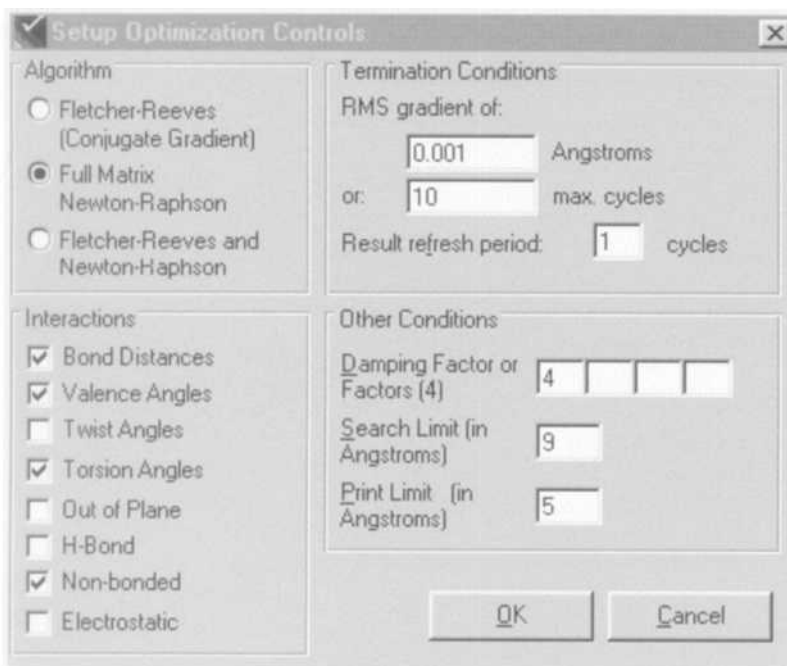 Setup Optimization Controls
Algorithm
Fletcher-Reeves
(Conjugate Gradient)
Full Matrix
Newton-Raphson
Fletcher-Reeves and
Newton-Raphson
Termination Conditions
RMS gradient of:
0.001 Angstroms
or: 10 max. cycles
Result refresh period: 1 cycles
Interactions
Bond Distances
Valence Angles
Twist Angles
Torsion Angles
Out of Plane
H-Bond
Non-bonded
Electrostatic
Other Conditions
Damping Factor or
Factors (4) 4
Search Limit (in
Angstroms) 9
Print Limit (in
Angstroms) 5
OK Cancel